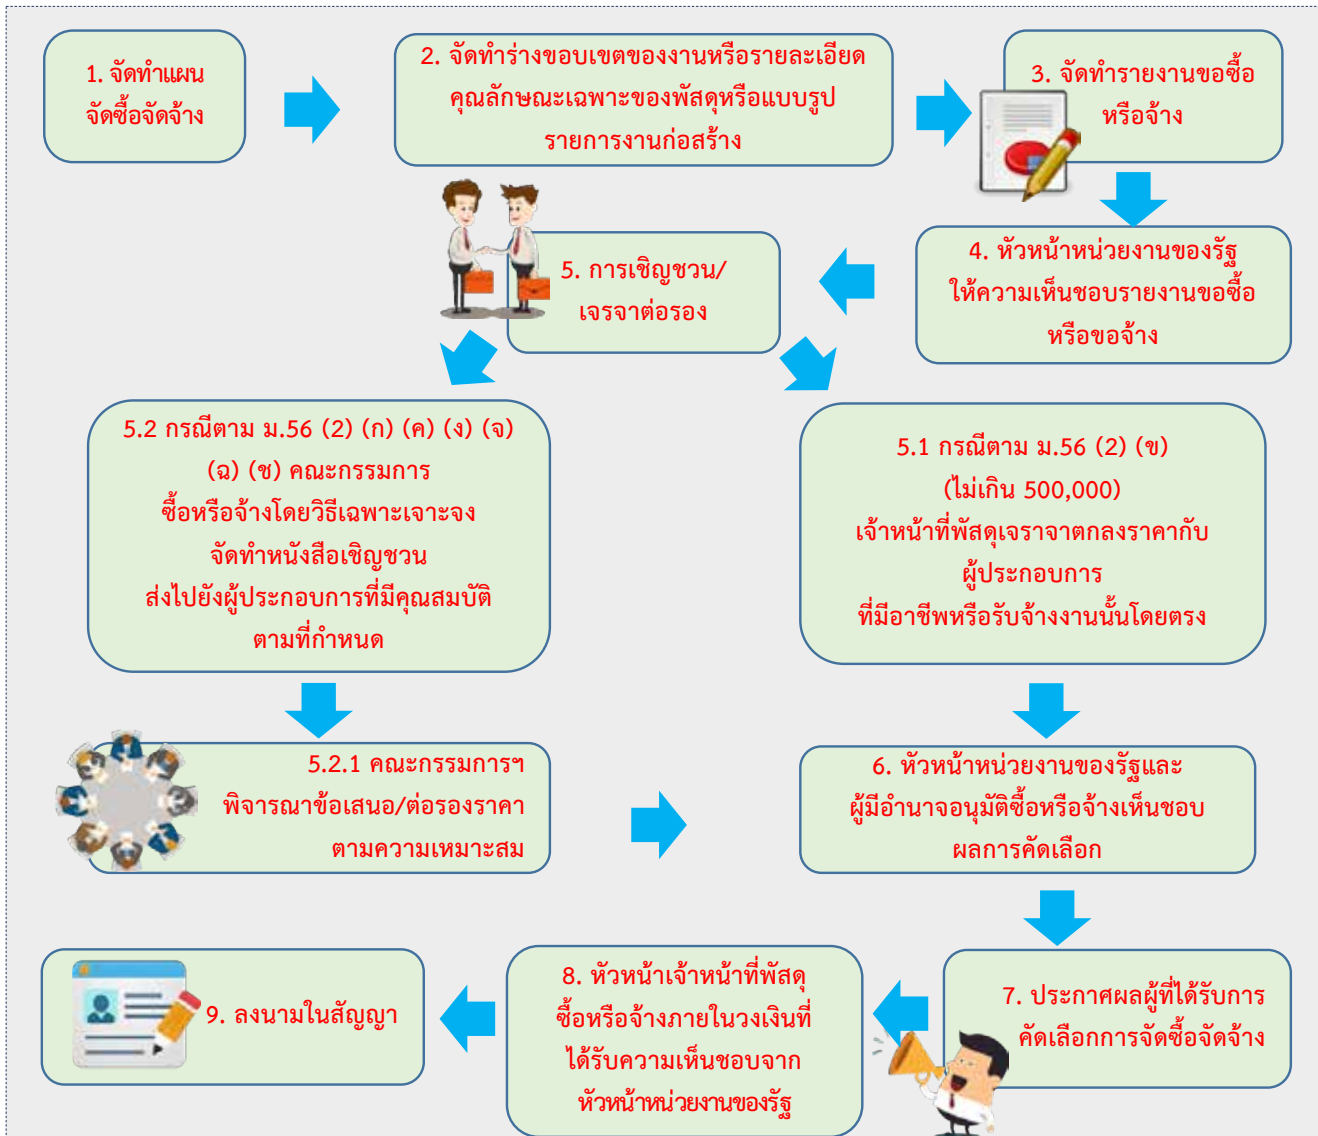 1. จัดทำแผน
จัดซื้อจัดจ้าง
2. จัดทำร่างขอบเขตของงานหรือรายละเอียด
คุณลักษณะเฉพาะของพัสดุหรือแบบรูป
รายการงานก่อสร้าง
3. จัดทำรายงานขอซื้อ
หรือจ้าง
4. หัวหน้าหน่วยงานของรัฐ
ให้ความเห็นชอบรายงานขอซื้อ
หรือขอจ้าง
5. การเชิญชวน/
เจรจาต่อรอง
5.2 กรณีตาม ม.56 (2) (ก) (ค) (ง) (จ)
(ฉ) (ช) คณะกรรมการ
ซื้อหรือจ้างโดยวิธีเฉพาะเจาะจง
จัดทำหนังสือเชิญชวน
ส่งไปยังผู้ประกอบการที่มีคุณสมบัติ
ตามที่กำหนด
5.1 กรณีตาม ม.56 (2) (ข)
(ไม่เกิน 500,000)
เจ้าหน้าที่พัสดุเจราจาตกลงราคากับ
ผู้ประกอบการ
ที่มีอาชีพหรือรับจ้างงานนั้นโดยตรง
5.2.1 คณะกรรมการฯ
พิจารณาข้อเสนอ/ต่อรองราคา
ตามความเหมาะสม
6. หัวหน้าหน่วยงานของรัฐและ
ผู้มีอำนาจอนุมัติซื้อหรือจ้างเห็นชอบ
ผลการคัดเลือก
7. ประกาศผลผู้ที่ได้รับการ
คัดเลือกการจัดซื้อจัดจ้าง
8. หัวหน้าเจ้าหน้าที่พัสดุ
ซื้อหรือจ้างภายในวงเงินที่
ได้รับความเห็นชอบจาก
หัวหน้าหน่วยงานของรัฐ
9. ลงนามในสัญญา